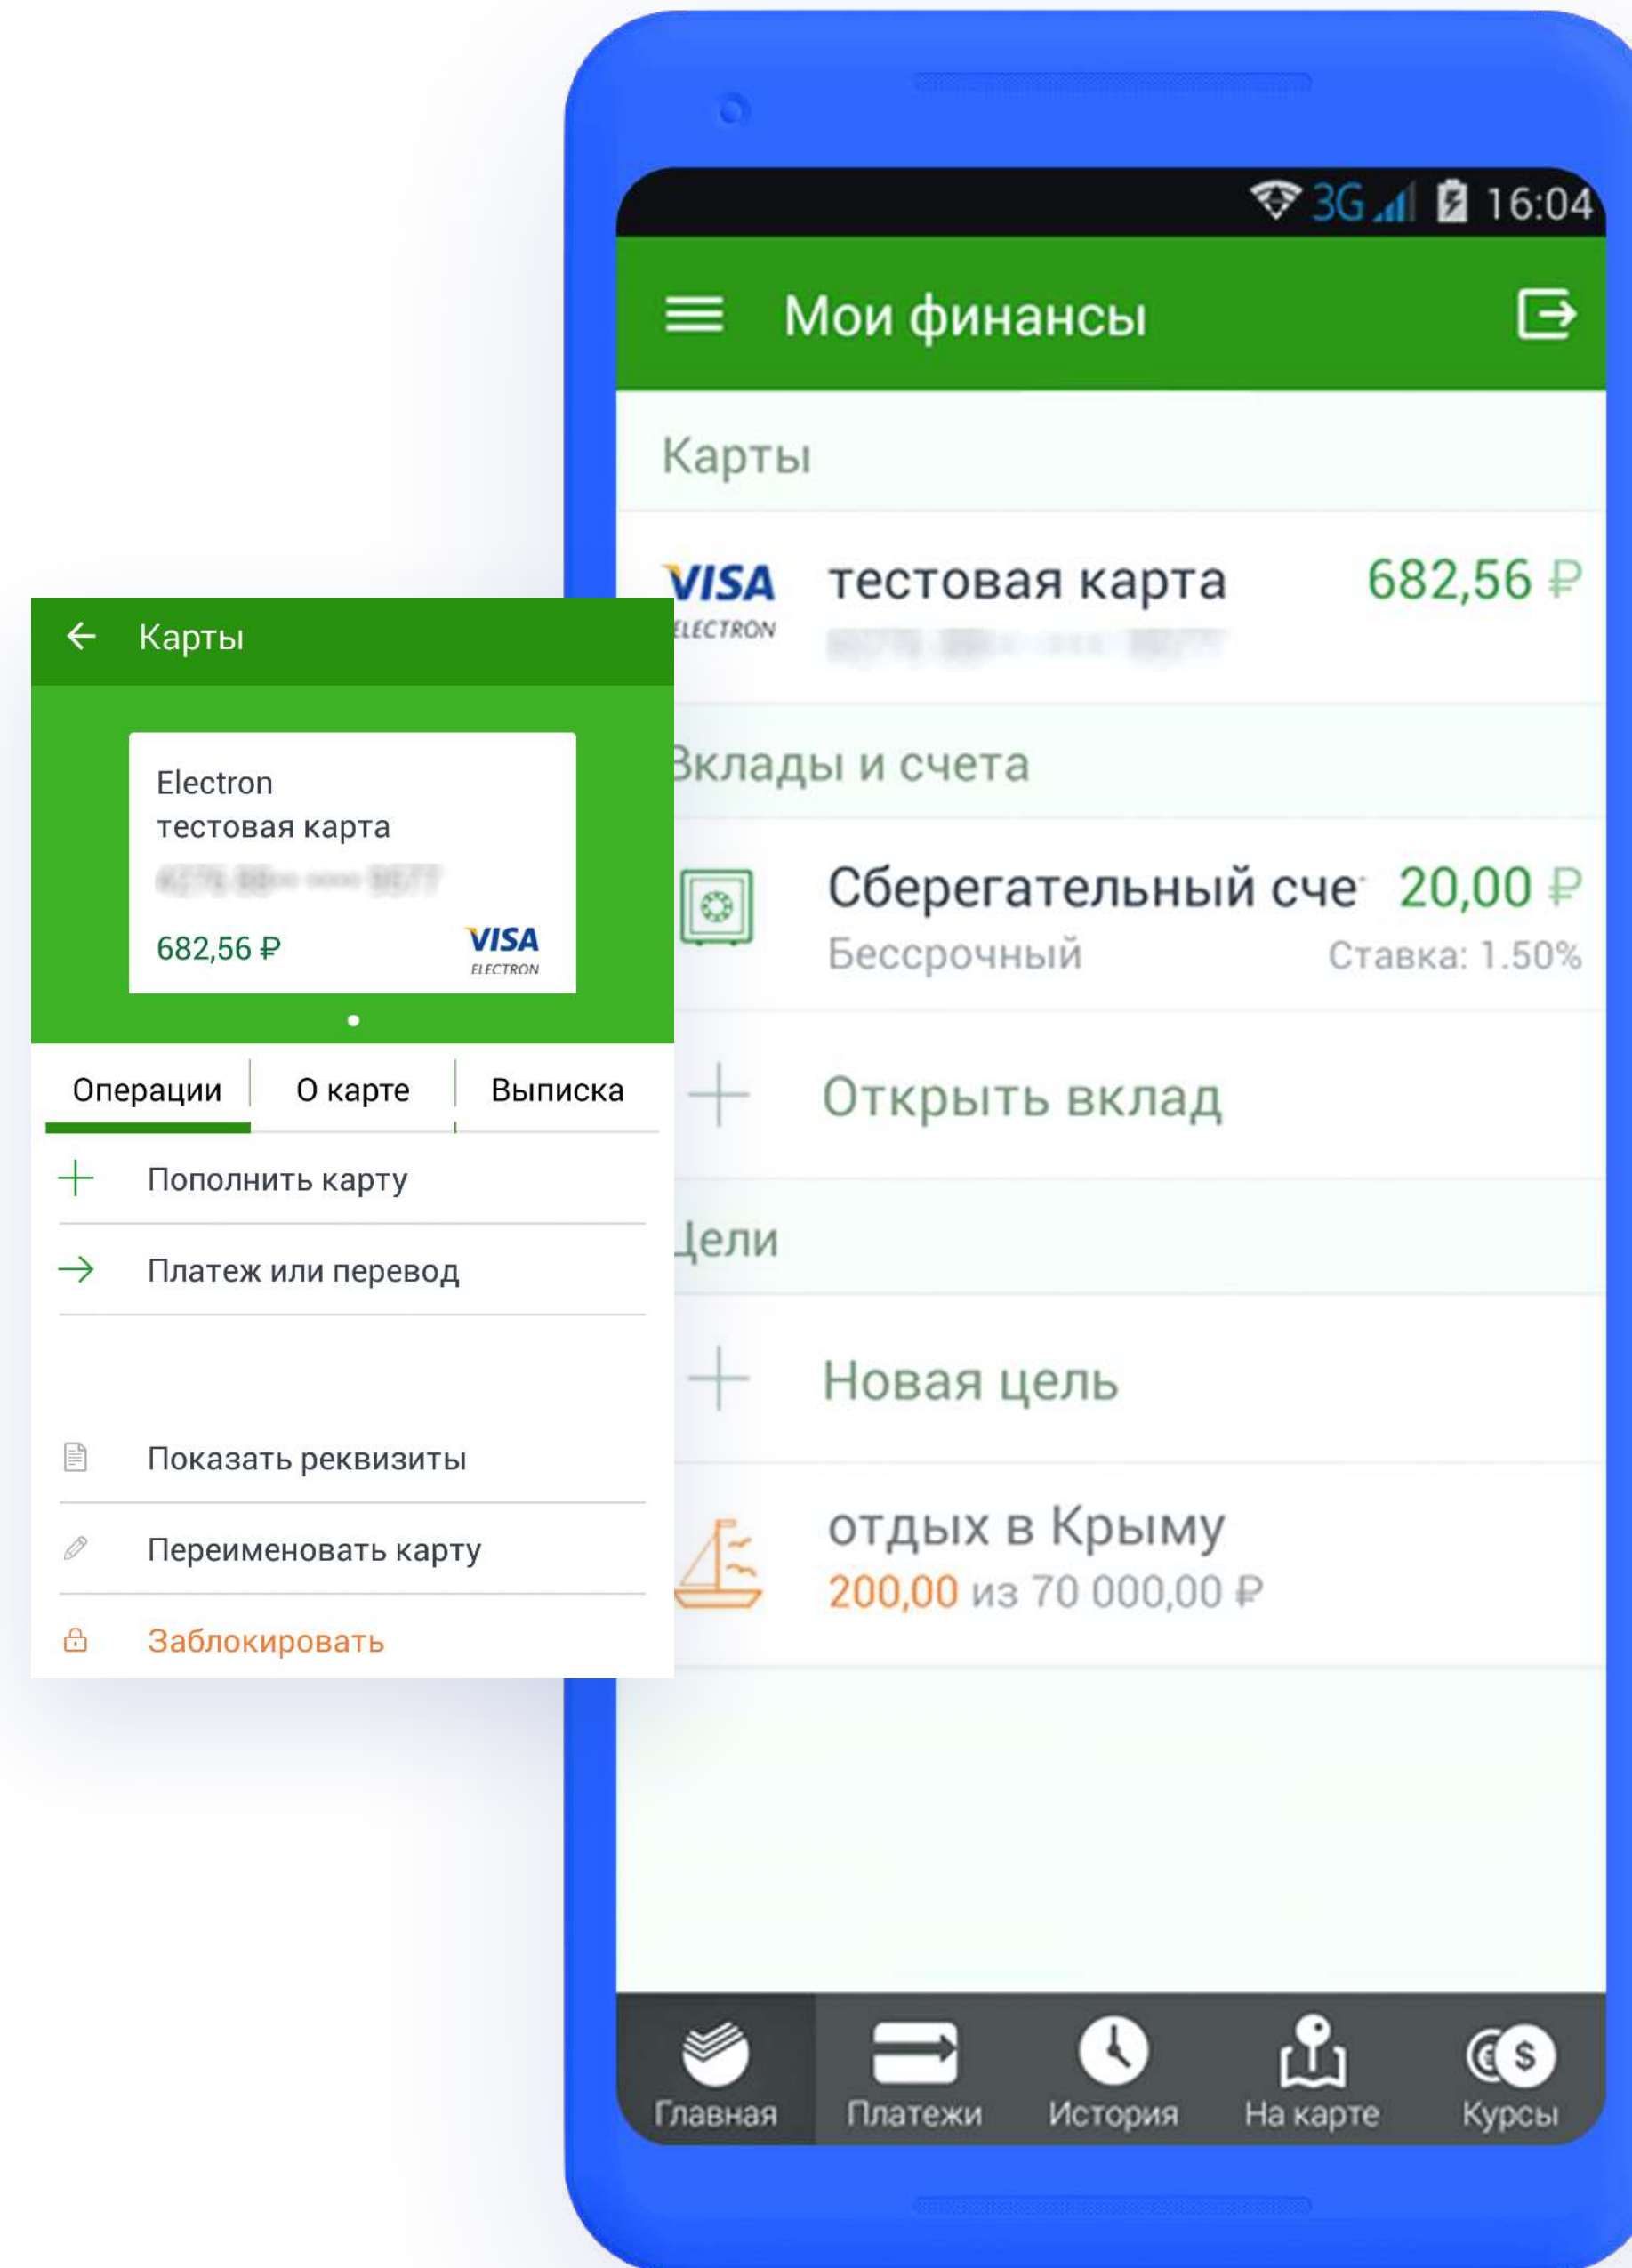 3G 16:04
Мои финансы
Карты
VISA тестовая карта 682,56 ₽
ELECTRON
Вклады и счета
Сберегательный сче 20,00 ₽
Бессрочный Ставка: 1.50%
Открыть вклад
Цели
Новая цель
отдых в Крыму
200,00 из 70 000,00 ₽
Главная Платежи История На карте Курсы
Карты
Electron
тестовая карта
682,56 ₽ VISA
ELECTRON
Операции О карте Выписка
Пополнить карту
Платеж или перевод
Показать реквизиты
Переименовать карту
Заблокировать